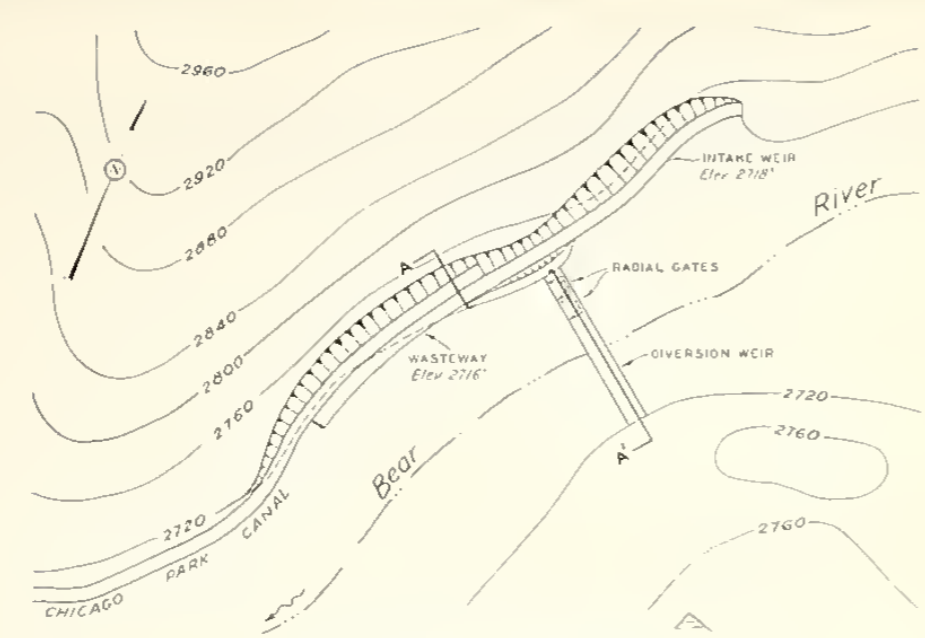 2960
INTAKE WEIR
Elev 2718'
2920
River
2880
RADIAL GATES
A
2840
DIVERSION WEIR
WASTEWAY
Elev 2716'
2800
2720
2760
2760
A'
Bear
2760
2720
CHICAGO PARK CANAL